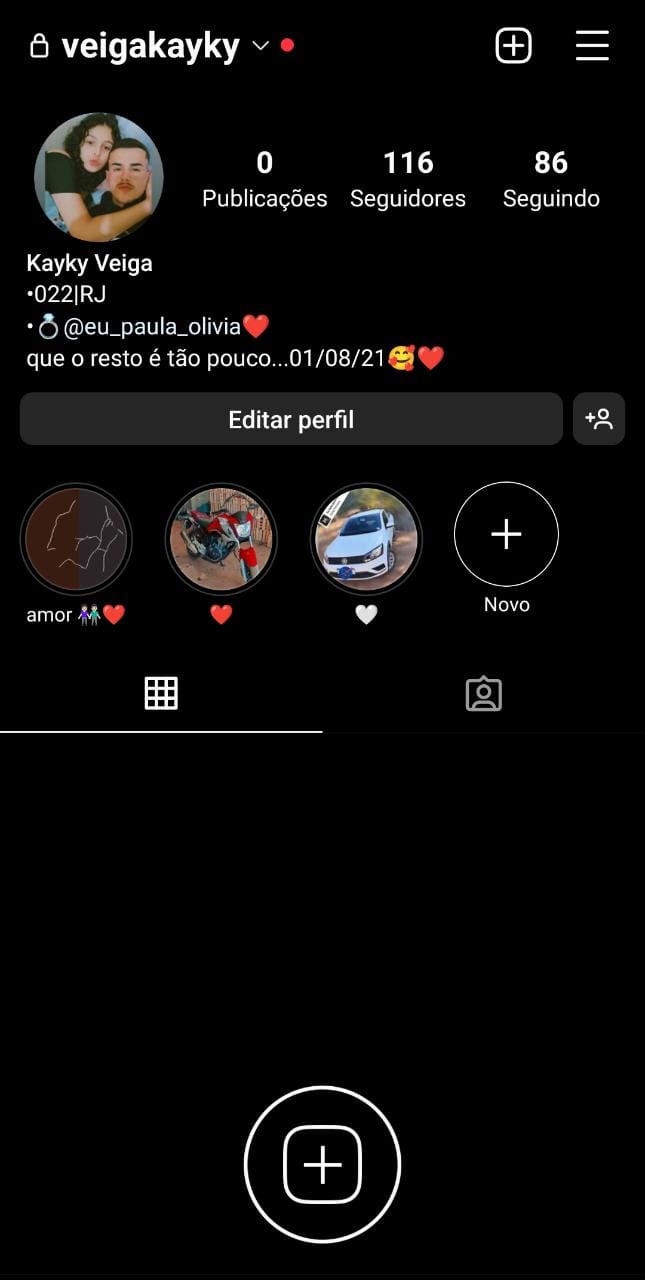 veigakayky
0 116 86
Publicações Seguidores Seguindo
Kayky Veiga
•022|RJ
•💍@eu_paula_olivia❤️
que o resto é tão pouco...01/08/21🥰❤️
Editar perfil
amor 👫❤️ ❤️ 🤍 Novo